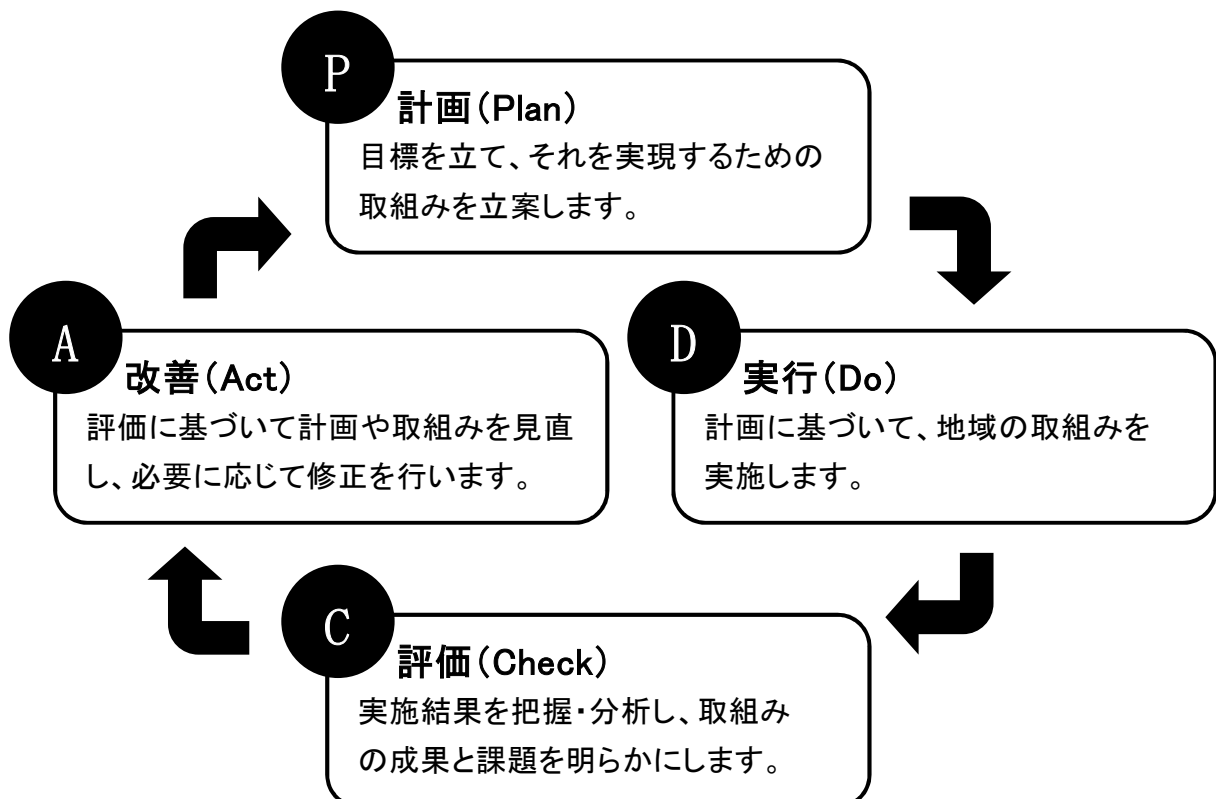 P
計画(Plan)
目標を立て、それを実現するための
取組みを立案します。
A
改善(Act)
評価に基づいて計画や取組みを見直
し、必要に応じて修正を行います。
D
実行(Do)
計画に基づいて、地域の取組みを
実施します。
C
評価(Check)
実施結果を把握・分析し、取組み
の成果と課題を明らかにします。